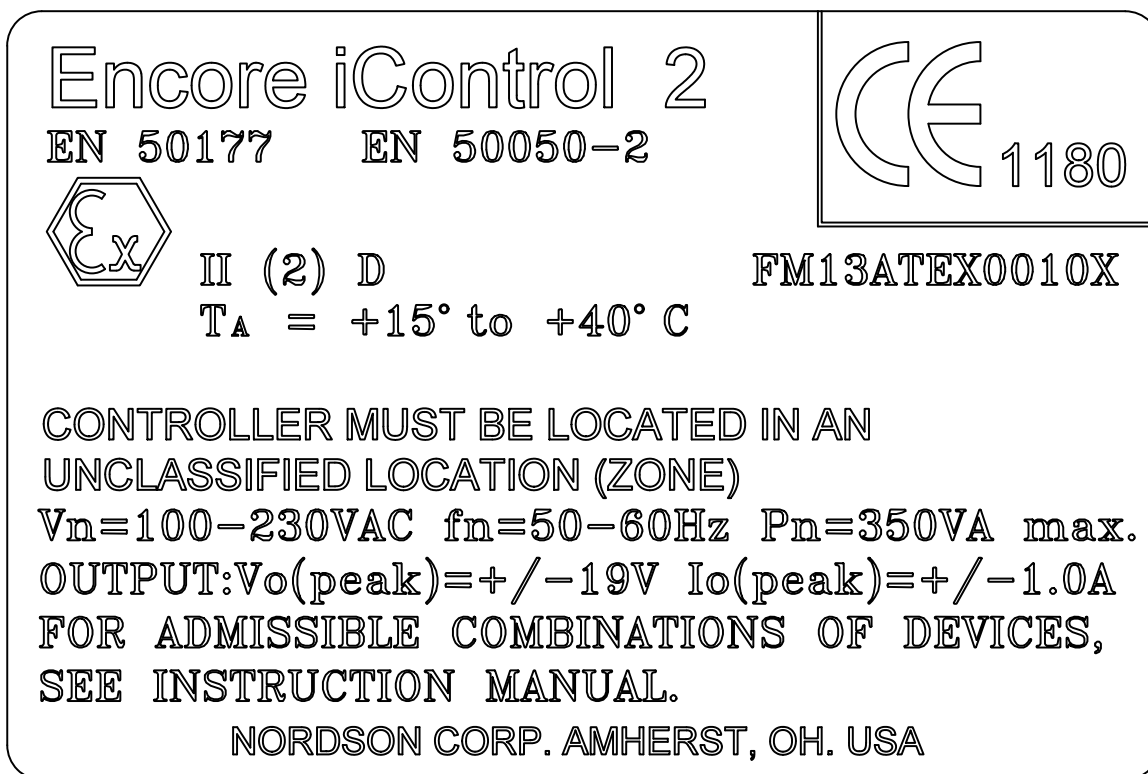 Encore iControl 2
EN 50177 EN 50050-2
CE 1180
Ex
II (2) D
FM13ATEX0010X
TA = +15° to +40° C
CONTROLLER MUST BE LOCATED IN AN
UNCLASSIFIED LOCATION (ZONE)
Vn=100-230VAC fn=50-60Hz Pn=350VA max.
OUTPUT:Vo(peak)=+/-19V Io(peak)=+/-1.0A
FOR ADMISSIBLE COMBINATIONS OF DEVICES,
SEE INSTRUCTION MANUAL.
NORDSON CORP. AMHERST, OH. USA